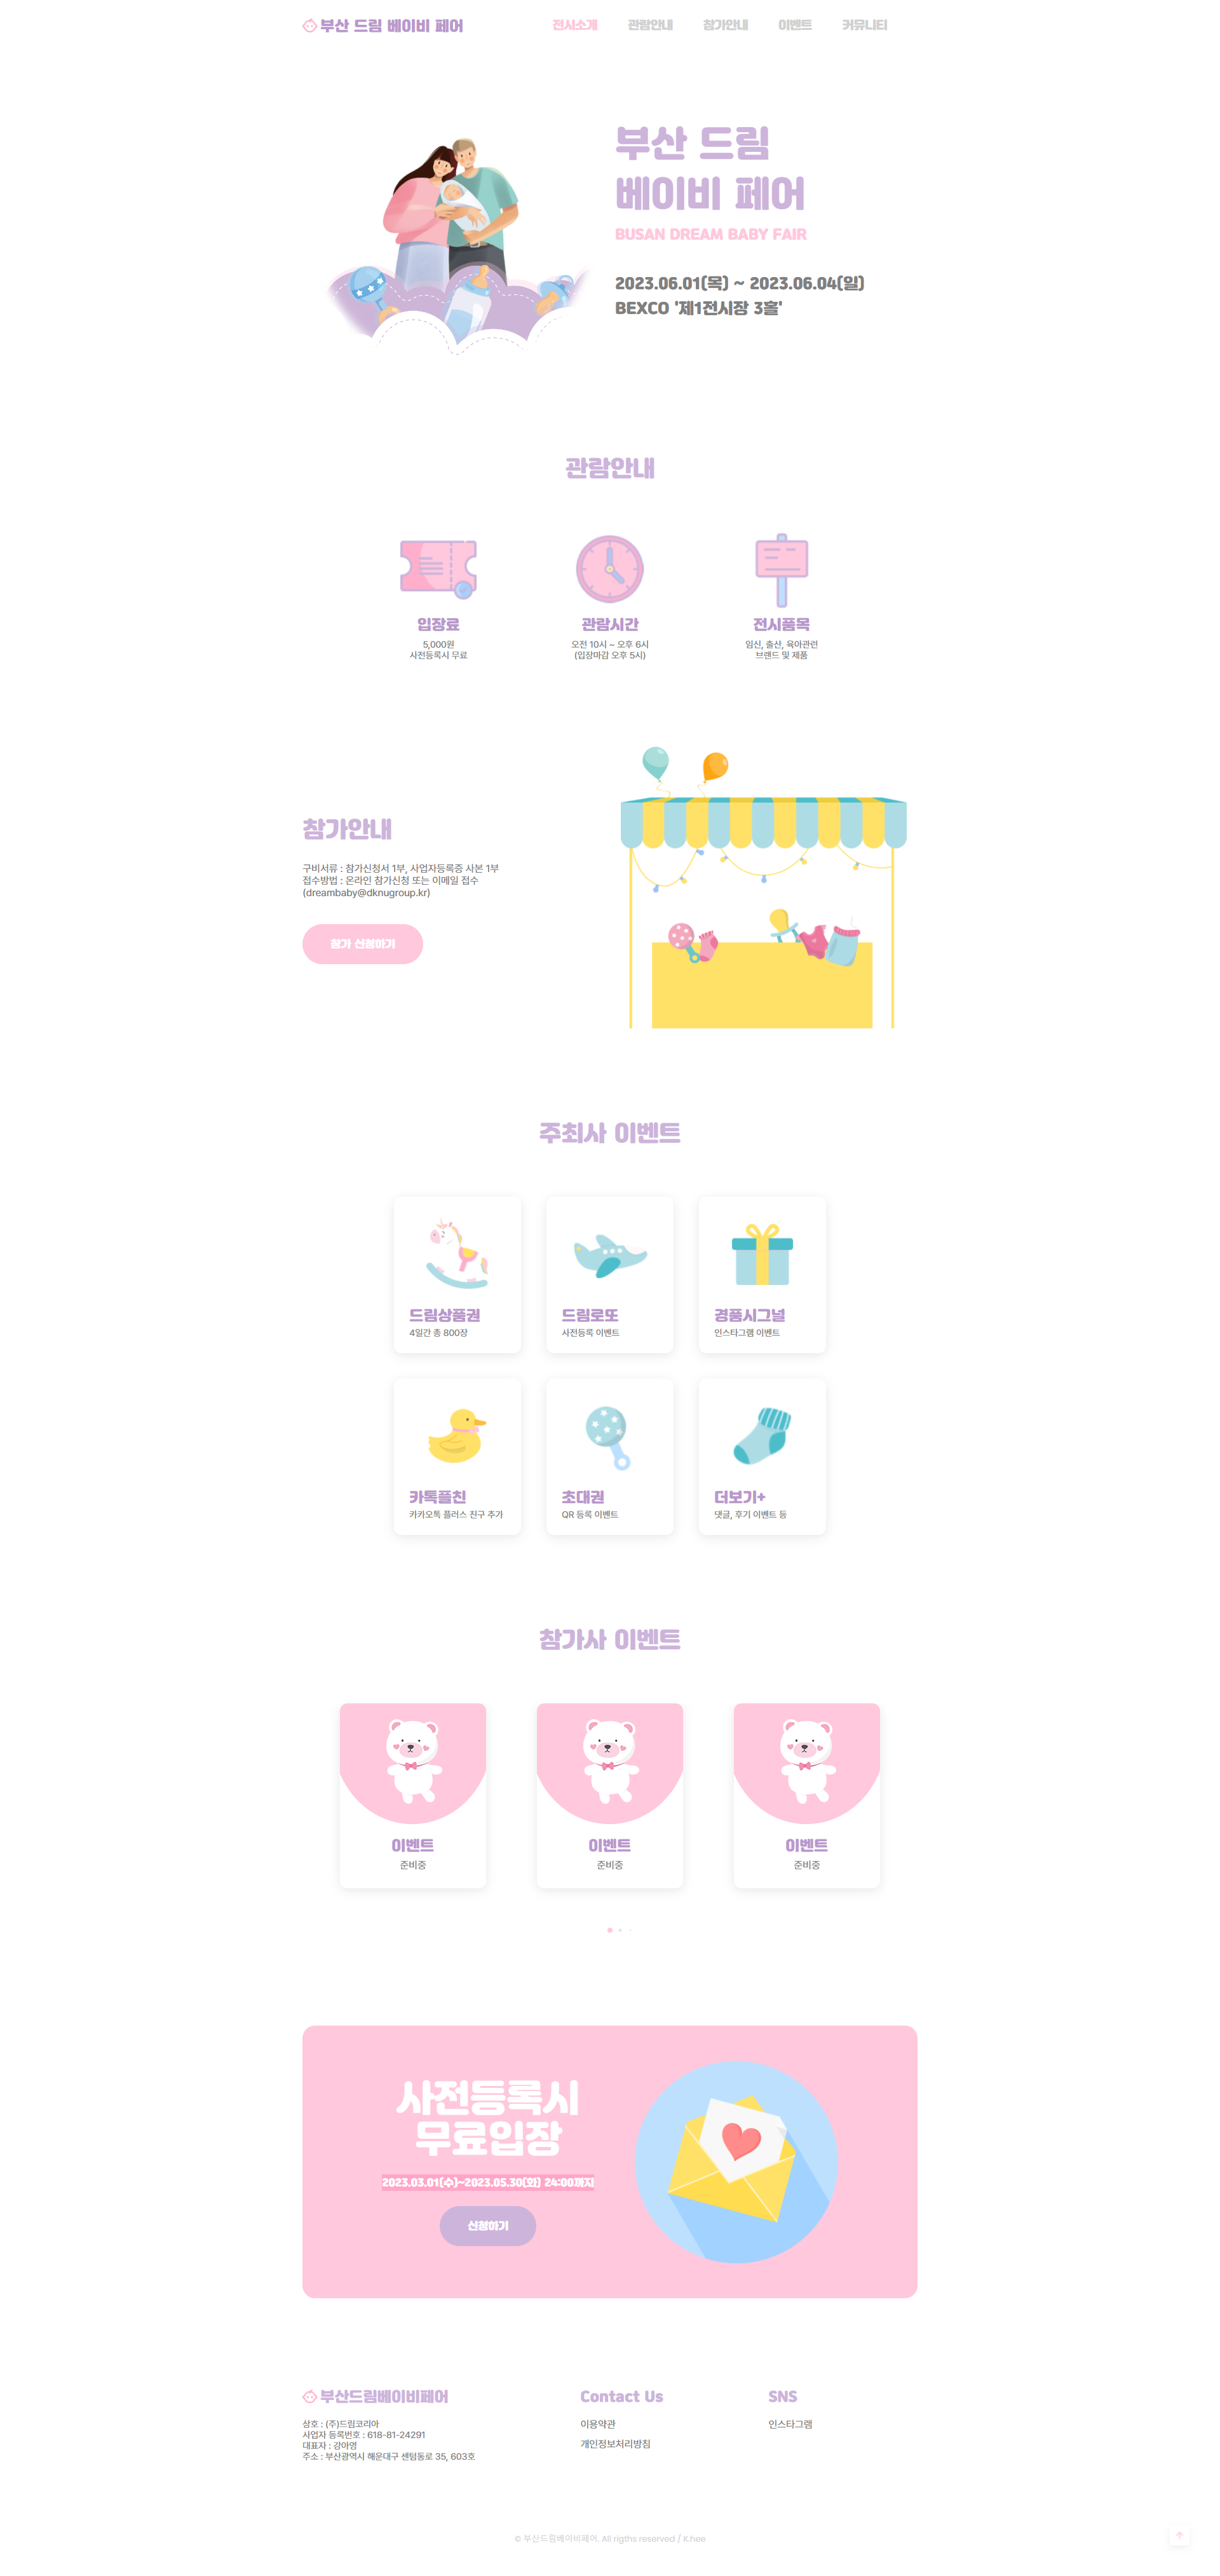 부산 드림 베이비 페어
전시소개 관람안내 참가안내 이벤트 커뮤니티
부산 드림
베이비 페어
BUSAN DREAM BABY FAIR
2023.06.01(목) ~ 2023.06.04(일)
BEXCO '제1전시장 3홀'
관람안내
입장료
5,000원
사전등록시 무료
관람시간
오전 10시 ~ 오후 6시
(입장마감 오후 5시)
전시품목
임신, 출산, 육아관련
브랜드 및 제품
참가안내
구비서류 : 참가신청서 1부, 사업자등록증 사본 1부
접수방법 : 온라인 참가신청 또는 이메일 접수
(dreambaby@dknugroup.kr)
참가 신청하기
주최사 이벤트
드림상품권
4일간 총 800장
드림로또
사전등록 이벤트
경품시그널
인스타그램 이벤트
카톡플친
카카오톡 플러스 친구 추가
초대권
QR 등록 이벤트
더보기+
댓글, 후기 이벤트 등
참가사 이벤트
이벤트
준비중
이벤트
준비중
이벤트
준비중
사전등록시
무료입장
2023.03.01(수)~2023.05.30(화) 24:00까지
신청하기
부산드림베이비페어
상호 : (주)드림코리아
사업자 등록번호 : 618-81-24291
대표자 : 강아영
주소 : 부산광역시 해운대구 센텀동로 35, 603호
Contact Us
이용약관
개인정보처리방침
SNS
인스타그램
© 부산드림베이비페어. All rigths reserved / K.hee